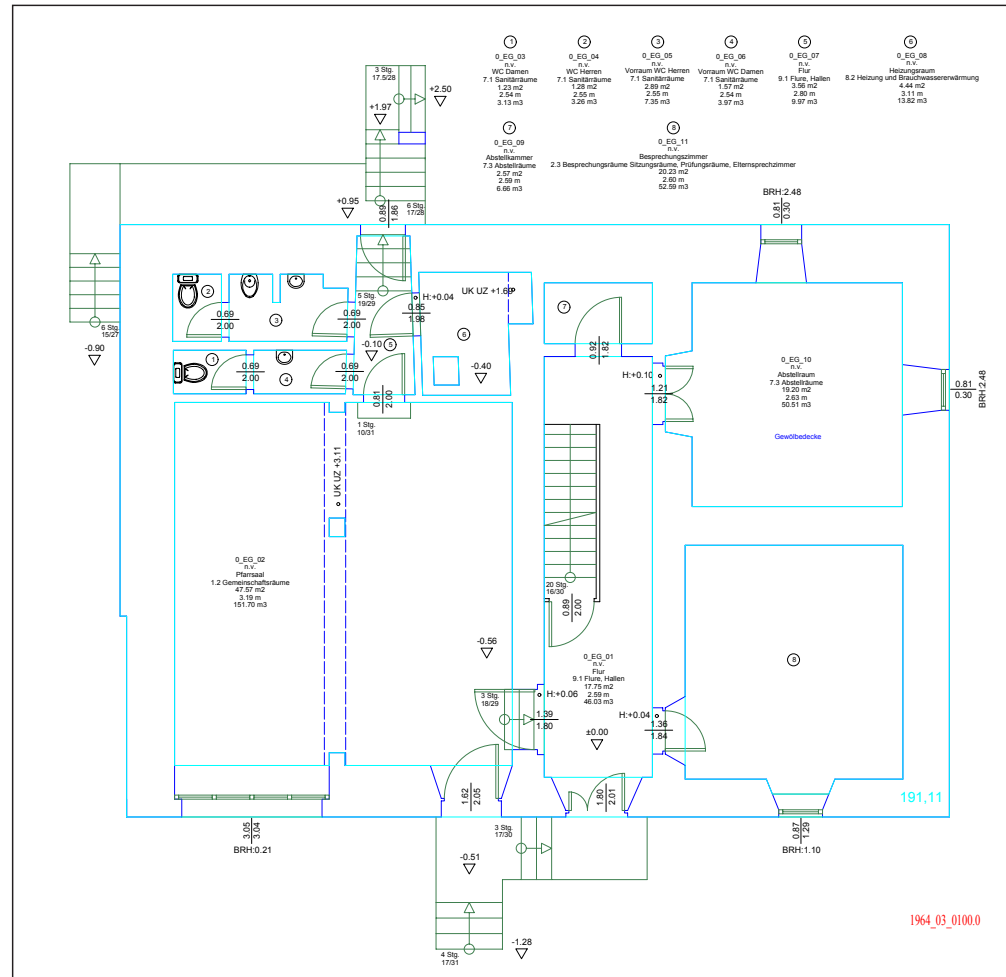 1
0_EG_03
n.v.
WC Damen
7.1 Sanitärräume
1.23 m2
2.54 m
3.13 m3
2
0_EG_04
n.v.
WC Herren
7.1 Sanitärräume
1.28 m2
2.55 m
3.26 m3
3
0_EG_05
n.v.
Vorraum WC Herren
7.1 Sanitärräume
2.89 m2
2.55 m
7.35 m3
4
0_EG_06
n.v.
Vorraum WC Damen
7.1 Sanitärräume
1.57 m2
2.54 m
3.97 m3
5
0_EG_07
n.v.
Flur
9.1 Flure, Hallen
3.56 m2
2.80 m
9.97 m3
6
0_EG_08
n.v.
Heizungsraum
8.2 Heizung und Brauchwassererwärmung
4.44 m2
3.11 m
13.82 m3
7
0_EG_09
n.v.
Abstellkammer
7.3 Abstellräume
2.57 m2
2.59 m
6.66 m3
8
0_EG_11
n.v.
Besprechungszimmer
2.3 Besprechungsräume Sitzungsräume, Prüfungsräume, Elternsprechzimmer
20.23 m2
2.60 m
52.59 m3
3 Stg.
17.5/28
+2.50
+1.97
+0.95
0.89
1.86
6 Stg.
17/28
BRH:2.48
0.81
0.30
6 Stg.
15/27
-0.90
2
0.69
2.00
3
0.69
2.00
5 Stg.
19/29
H:+0.04
0.85
1.98
UK UZ +1.69
6
-0.40
7
0.92
1.82
1
0.69
2.00
4
0.69
2.00
-0.10
5
0.81
2.00
1 Stg.
10/31
H:+0.10
1.21
1.82
0_EG_10
n.v.
Abstellraum
7.3 Abstellräume
19.20 m2
2.63 m
50.51 m3
Gewölbedecke
0.81
0.30
BRH:2.48
UK UZ +3.11
0_EG_02
n.v.
Pfarrsaal
1.2 Gemeinschaftsräume
47.57 m2
3.19 m
151.70 m3
20 Stg.
16/30
0.89
2.00
-0.56
0_EG_01
n.v.
Flur
9.1 Flure, Hallen
17.75 m2
2.59 m
46.03 m3
8
3 Stg.
18/29
H:+0.06
1.39
1.80
H:+0.04
1.36
1.84
±0.00
1.62
2.05
1.80
2.01
191,11
3.05
3.04
BRH:0.21
0.87
1.29
BRH:1.10
3 Stg.
17/30
-0.51
4 Stg.
17/31
-1.28
1964_03_0100.0